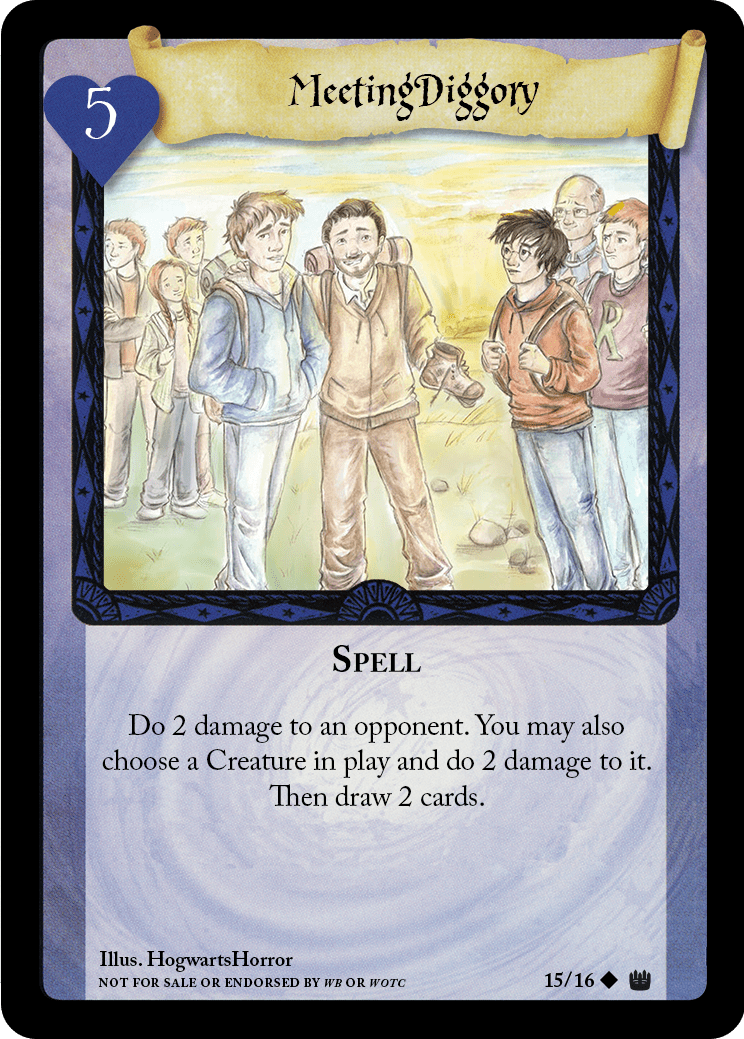 Meeting Diggory
5
R
SPELL
Do 2 damage to an opponent. You may also
choose a Creature in play and do 2 damage to it.
Then draw 2 cards.
Illus. HogwartsHorror
NOT FOR SALE OR ENDORSED BY WB OR WOTC
15/16